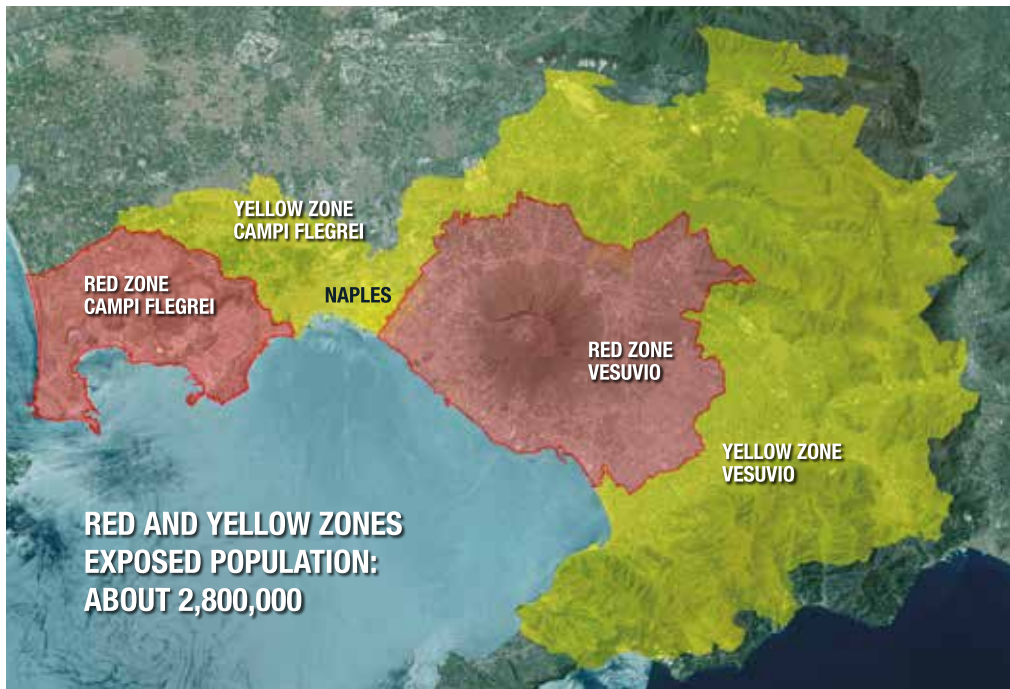 YELLOW ZONE
CAMPI FLEGREI
RED ZONE
CAMPI FLEGREI
NAPLES
RED ZONE
VESUVIO
YELLOW ZONE
VESUVIO
RED AND YELLOW ZONES
EXPOSED POPULATION:
ABOUT 2,800,000